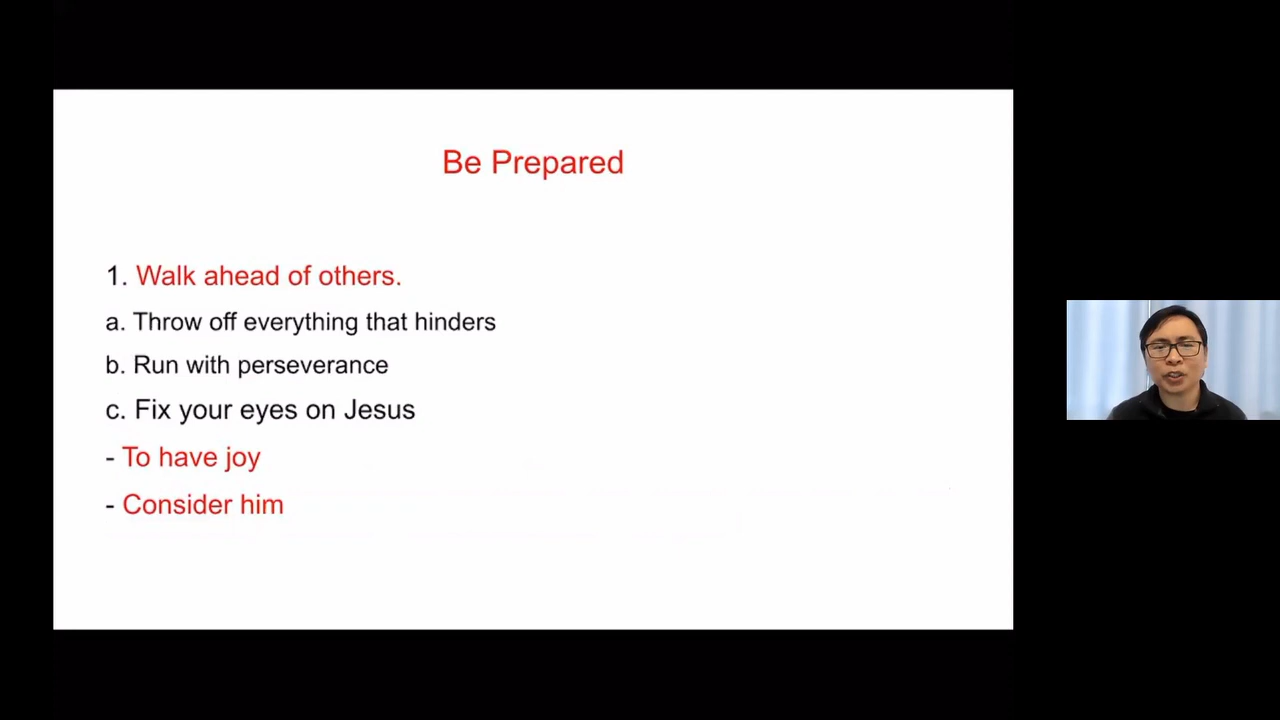 Be Prepared
1. Walk ahead of others.
a. Throw off everything that hinders
b. Run with perseverance
c. Fix your eyes on Jesus
- To have joy
- Consider him